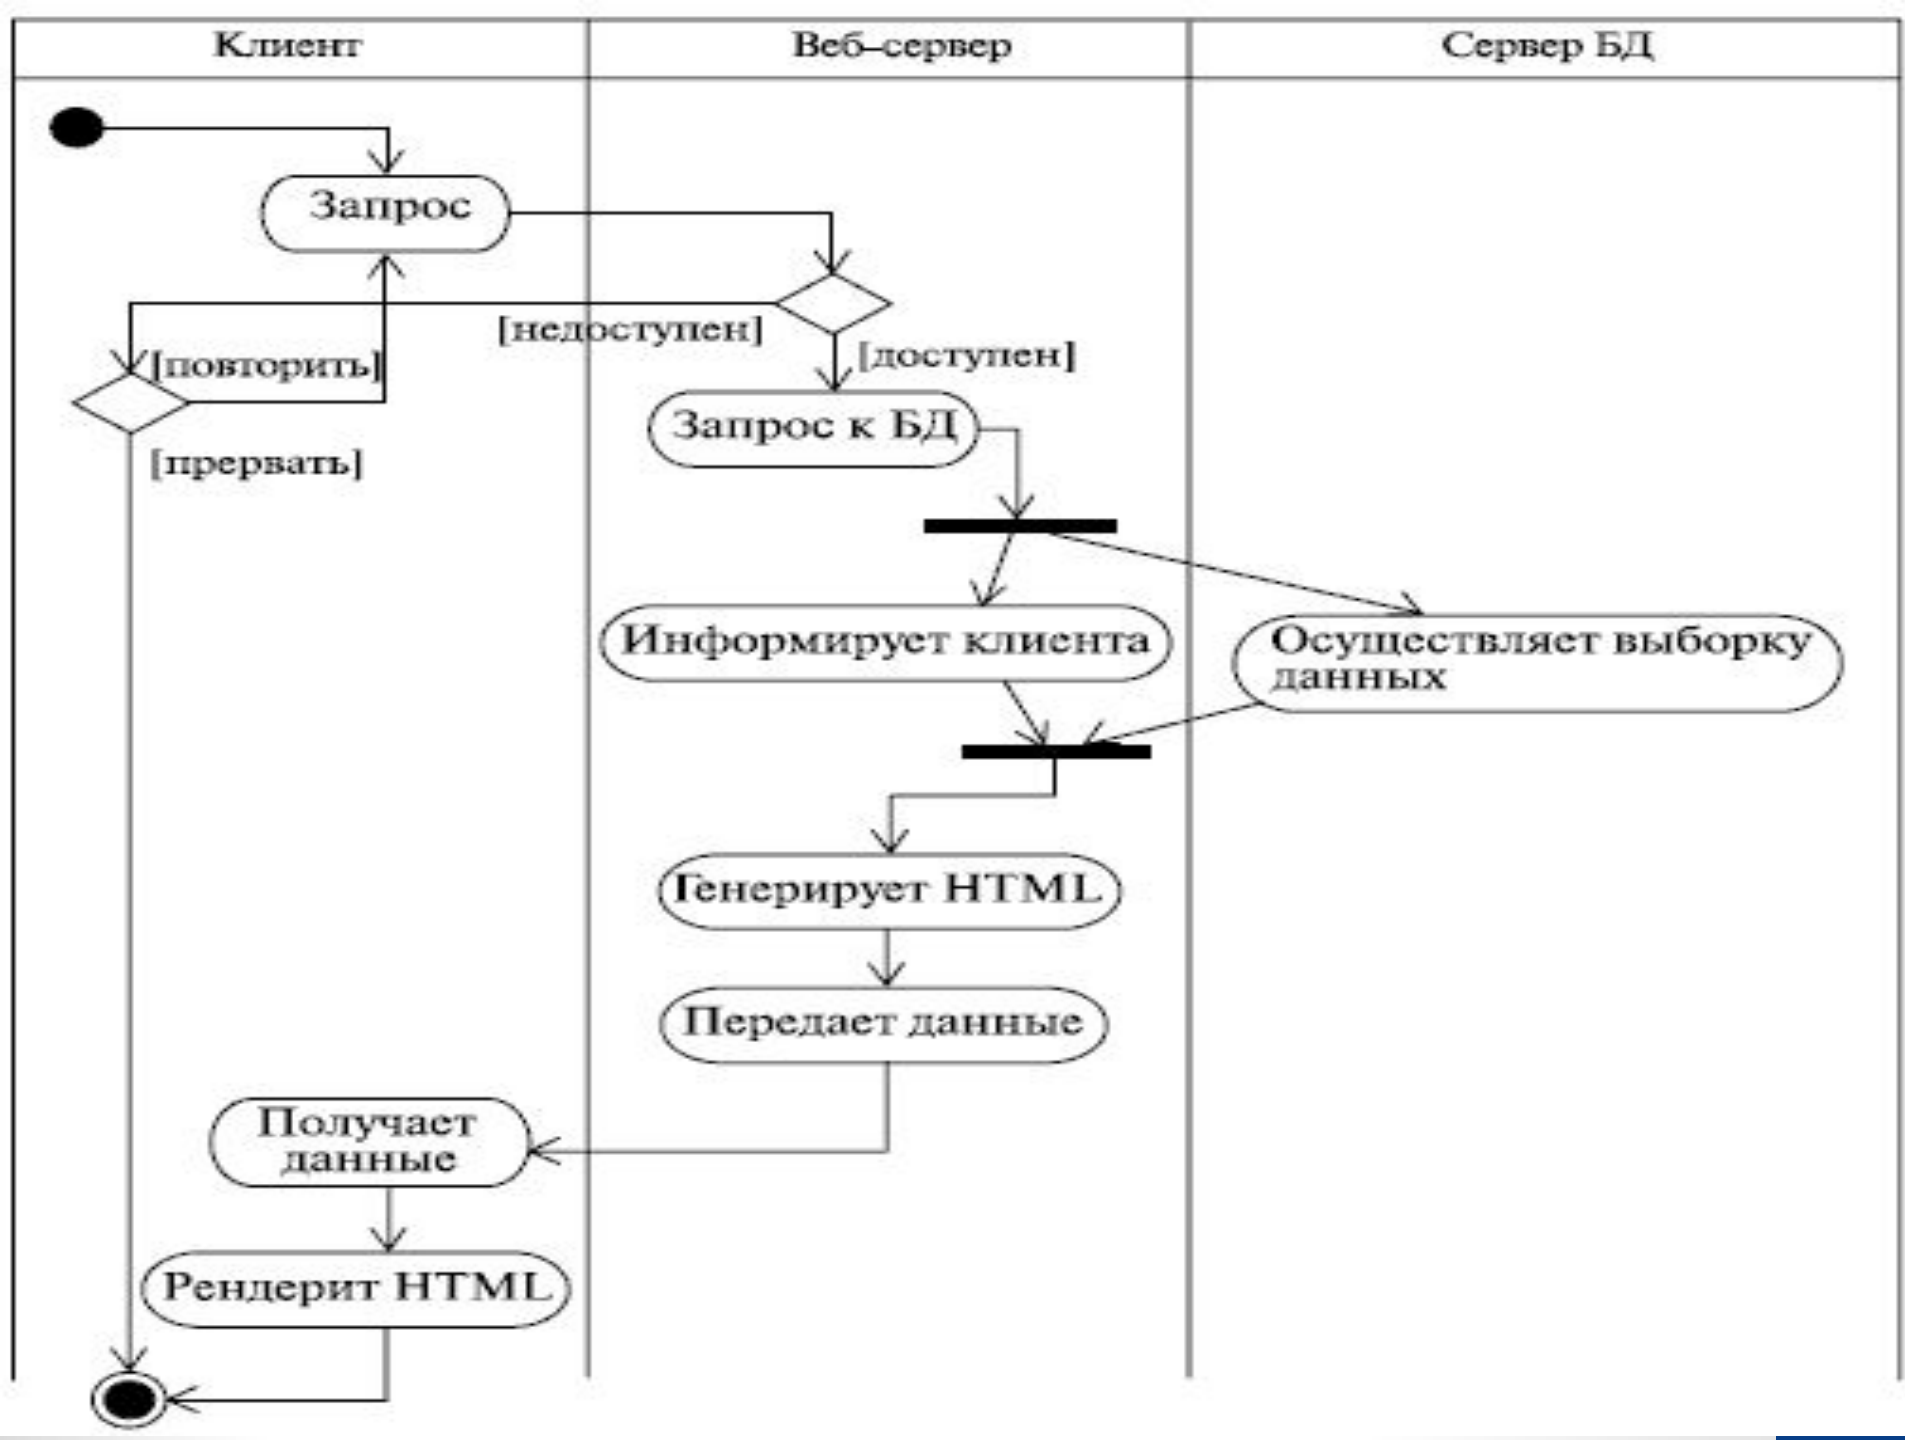 Клиент
Веб-сервер
Сервер БД
Запрос
[недоступен]
[доступен]
[повторить]
Запрос к БД
[прервать]
Информирует клиента
Осуществляет выборку
данных
Генерирует HTML
Передает данные
Получает
данные
Рендерит HTML